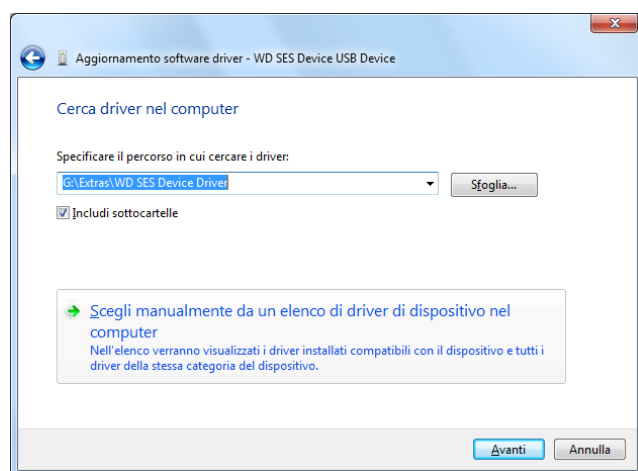 Aggiornamento software driver - WD SES Device USB Device
Cerca driver nel computer
Specificare il percorso in cui cercare i driver:
G:\Extras\WD SES Device Driver
Sfoglia...
Includi sottocartelle
Scegli manualmente da un elenco di driver di dispositivo nel
computer
Nell'elenco verranno visualizzati i driver installati compatibili con il dispositivo e tutti i
driver della stessa categoria del dispositivo.
Avanti
Annulla